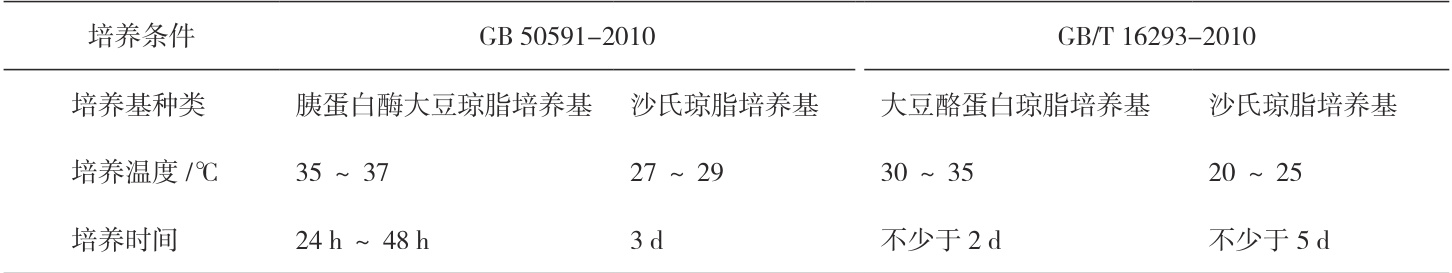 培养条件 GB 50591-2010 GB/T 16293-2010
培养基种类 胰蛋白酶大豆琼脂培养基 沙氏琼脂培养基 大豆酪蛋白琼脂培养基 沙氏琼脂培养基
培养温度 /℃ 35 ~ 37 27 ~ 29 30 ~ 35 20 ~ 25
培养时间 24 h ~ 48 h 3 d 不少于 2 d 不少于 5 d